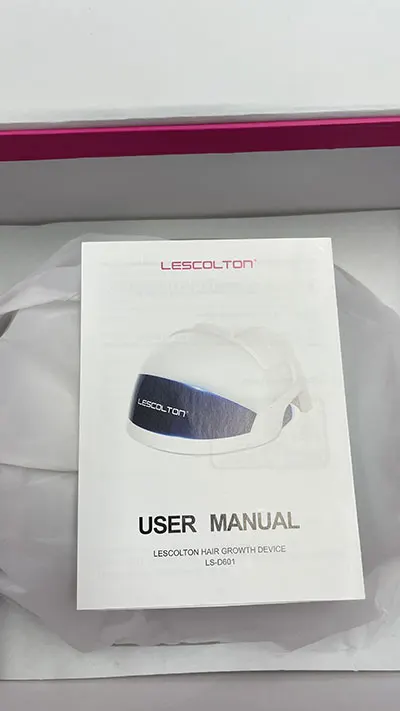 LESCOLTON®
LESCOLTON®
USER MANUAL
LESCOLTON HAIR GROWTH DEVICE
LS-D601